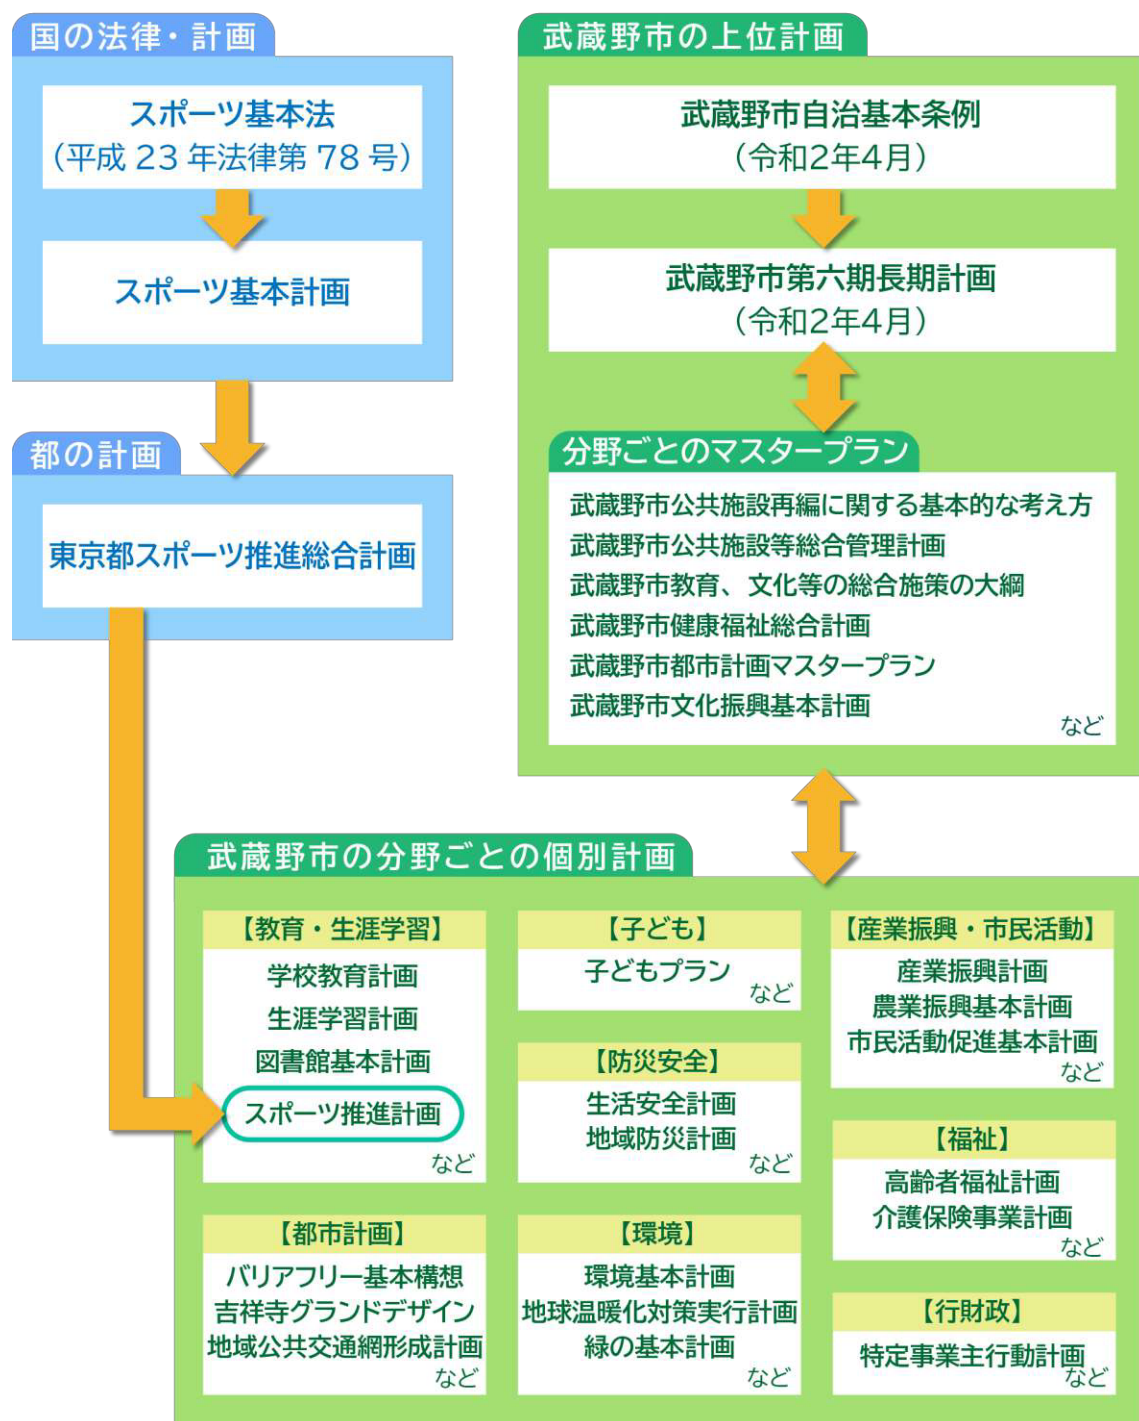 国の法律・計画
スポーツ基本法
（平成 23 年法律第 78 号）
スポーツ基本計画
都の計画
東京都スポーツ推進総合計画
武蔵野市の上位計画
武蔵野市自治基本条例
（令和2年4月）
武蔵野市第六期長期計画
（令和2年4月）
分野ごとのマスタープラン
武蔵野市公共施設再編に関する基本的な考え方
武蔵野市公共施設等総合管理計画
武蔵野市教育、文化等の総合施策の大綱
武蔵野市健康福祉総合計画
武蔵野市都市計画マスタープラン
武蔵野市文化振興基本計画
など
武蔵野市の分野ごとの個別計画
【教育・生涯学習】
学校教育計画
生涯学習計画
図書館基本計画
スポーツ推進計画
など
【都市計画】
バリアフリー基本構想
吉祥寺グランドデザイン
地域公共交通網形成計画
など
【子ども】
子どもプラン
など
【防災安全】
生活安全計画
地域防災計画
など
【環境】
環境基本計画
地球温暖化対策実行計画
緑の基本計画
など
【産業振興・市民活動】
産業振興計画
農業振興基本計画
市民活動促進基本計画
など
【福祉】
高齢者福祉計画
介護保険事業計画
など
【行財政】
特定事業主行動計画
など